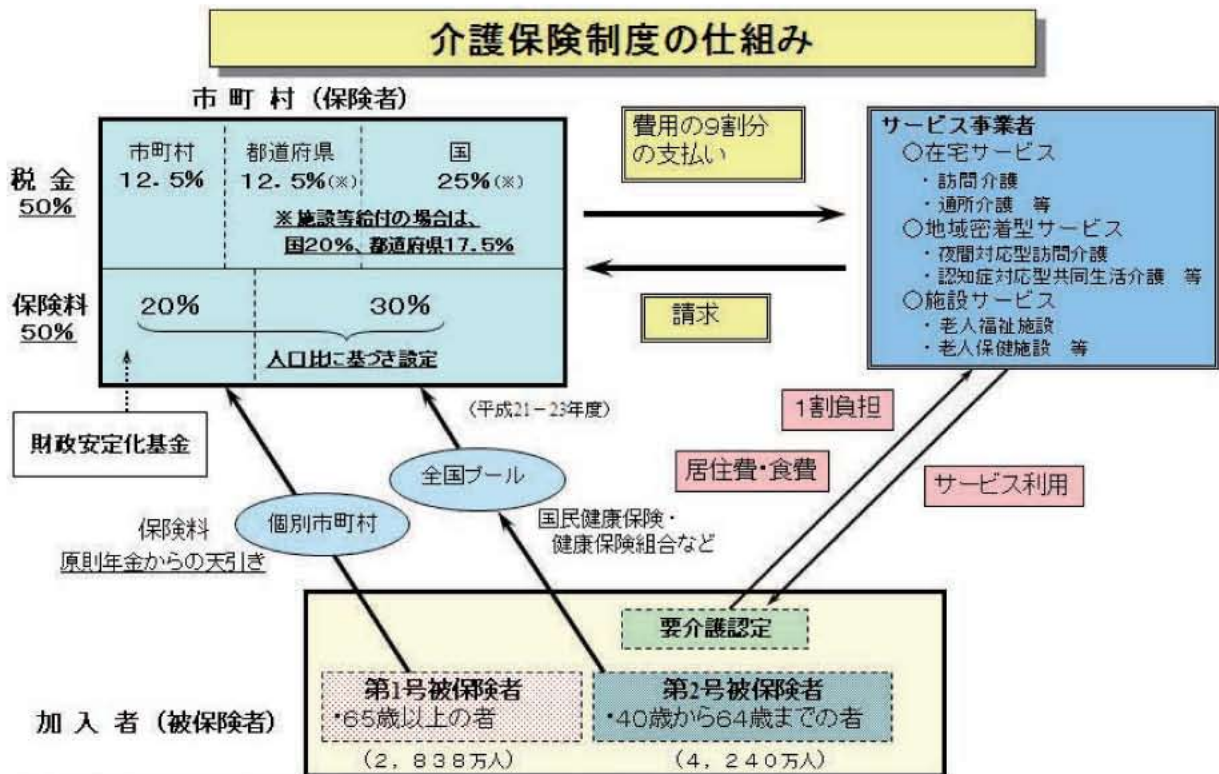 介護保険制度の仕組み
市 町 村（保険者）
市町村
12.5%
都道府県
12.5%(※)
国
25%(※)
税 金
50%
※施設等給付の場合は、
国20%、都道府県17.5%
保険料
50%
20%
30%
人口比に基づき設定
費用の9割分
の支払い
請求
サービス事業者
○在宅サービス
・訪問介護
・通所介護 等
○地域密着型サービス
・夜間対応型訪問介護
・認知症対応型共同生活介護 等
○施設サービス
・老人福祉施設
・老人保健施設 等
財政安定化基金
（平成21－23年度）
1割負担
居住費・食費
サービス利用
全国プール
個別市町村
保険料
原則年金からの天引き
国民健康保険・
健康保険組合など
要介護認定
第1号被保険者
・65歳以上の者
第2号被保険者
・40歳から64歳までの者
加 入 者（被保険者）
（2，838万人）
（4，240万人）